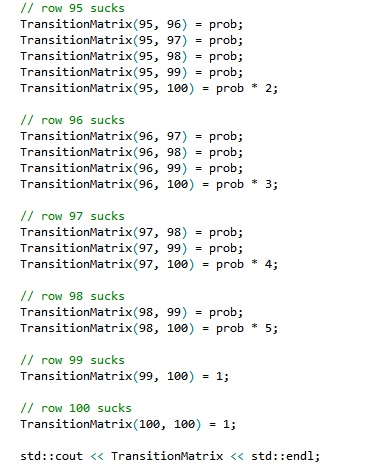 // row 95 sucks
TransitionMatrix(95, 96) = prob;
TransitionMatrix(95, 97) = prob;
TransitionMatrix(95, 98) = prob;
TransitionMatrix(95, 99) = prob;
TransitionMatrix(95, 100) = prob * 2;
// row 96 sucks
TransitionMatrix(96, 97) = prob;
TransitionMatrix(96, 98) = prob;
TransitionMatrix(96, 99) = prob;
TransitionMatrix(96, 100) = prob * 3;
// row 97 sucks
TransitionMatrix(97, 98) = prob;
TransitionMatrix(97, 99) = prob;
TransitionMatrix(97, 100) = prob * 4;
// row 98 sucks
TransitionMatrix(98, 99) = prob;
TransitionMatrix(98, 100) = prob * 5;
// row 99 sucks
TransitionMatrix(99, 100) = 1;
// row 100 sucks
TransitionMatrix(100, 100) = 1;
std::cout << TransitionMatrix << std::endl;